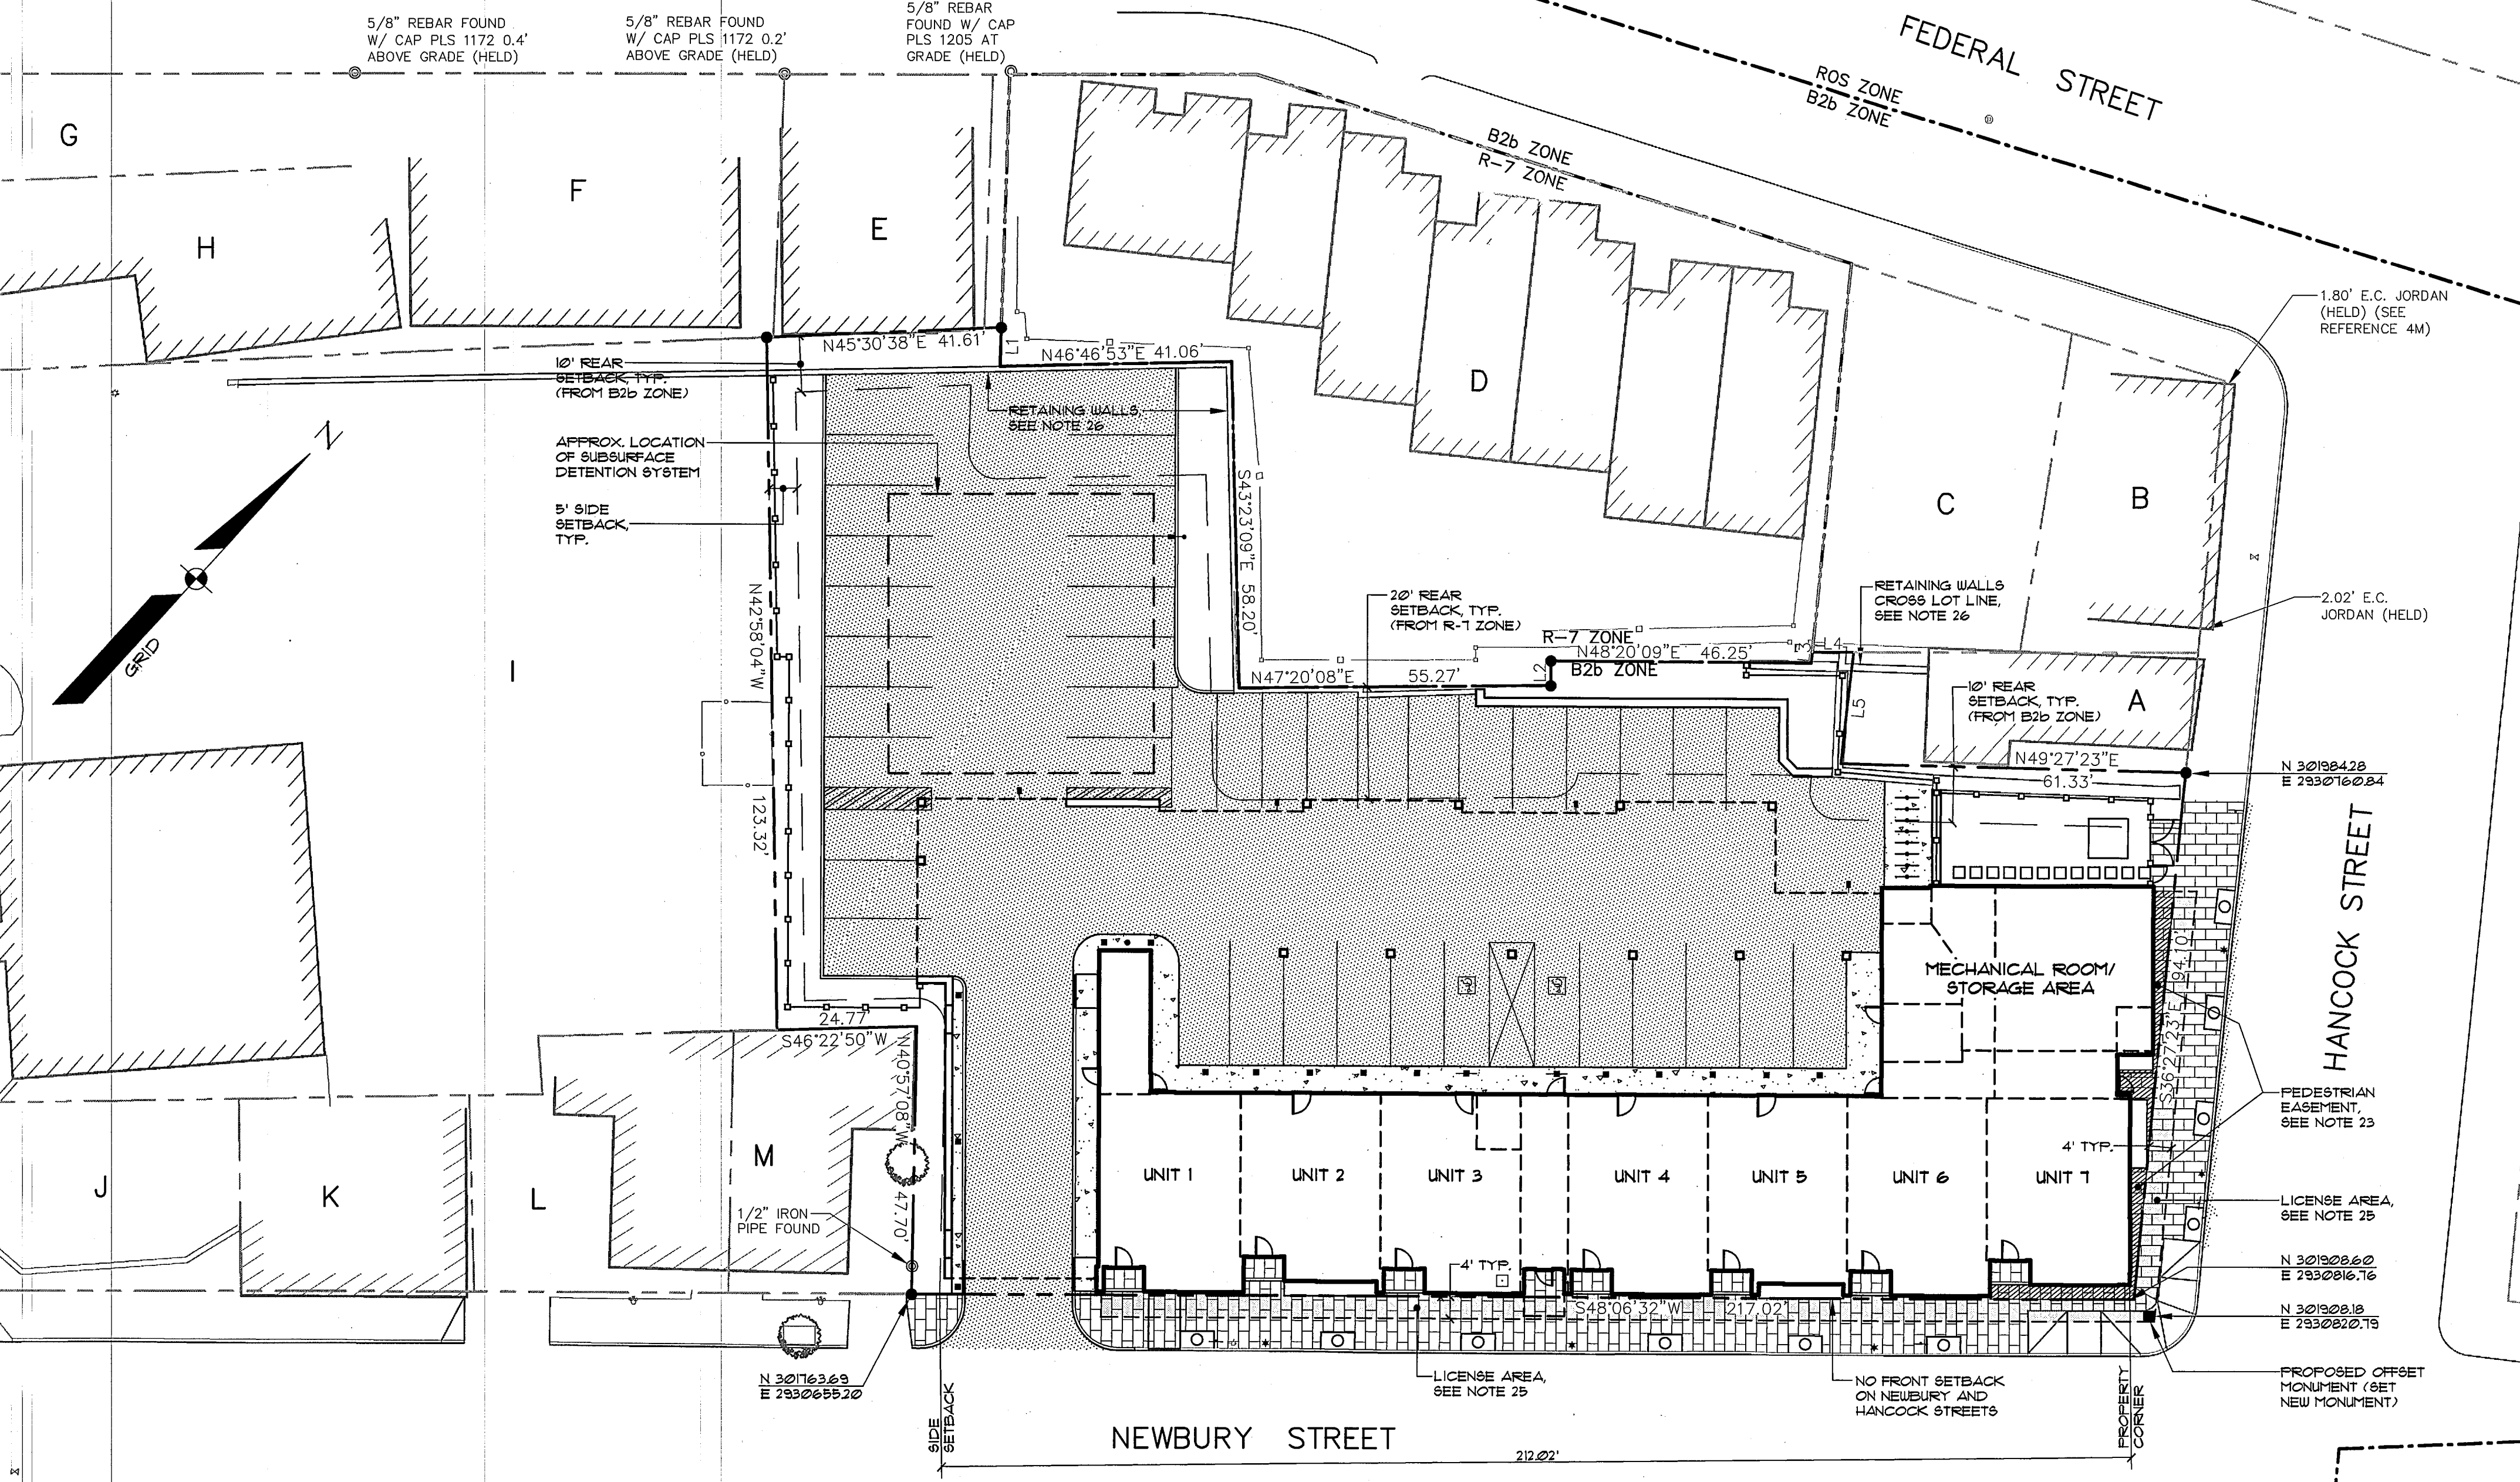 5/8" REBAR FOUND
W/ CAP PLS 1172 0.4'
ABOVE GRADE (HELD)
5/8" REBAR FOUND
W/ CAP PLS 1172 0.2'
ABOVE GRADE (HELD)
5/8" REBAR
FOUND W/ CAP
PLS 1205 AT
GRADE (HELD)
FEDERAL STREET
ROS ZONE
B2b ZONE
B2b ZONE
R-7 ZONE
G
H
F
E
D
C
B
A
1.80' E.C. JORDAN
(HELD) (SEE
REFERENCE 4M)
N45°30'38"E 41.61'
L1
N46°46'53"E 41.06'
10' REAR
SETBACK, TYP.
(FROM B2b ZONE)
RETAINING WALLS,
SEE NOTE 26
APPROX. LOCATION
OF SUBSURFACE
DETENTION SYSTEM
5' SIDE
SETBACK,
TYP.
N
GRID
I
N42°58'04"W
123.32'
S43°23'09"E 58.20'
20' REAR
SETBACK, TYP.
(FROM R-7 ZONE)
R-7 ZONE
N48°20'09"E 46.25'
B2b ZONE
N47°20'08"E 55.27'
L2
L3
L4
L5
RETAINING WALLS
CROSS LOT LINE,
SEE NOTE 26
2.02' E.C.
JORDAN (HELD)
10' REAR
SETBACK, TYP.
(FROM B2b ZONE)
N49°27'23"E
61.33'
N 301984.28
E 2930760.84
HANCOCK STREET
MECHANICAL ROOM/
STORAGE AREA
S36°27'23"E 94.10'
24.77'
S46°22'50"W
N40°57'08"W
47.70'
M
J
K
L
1/2" IRON
PIPE FOUND
UNIT 1
UNIT 2
UNIT 3
UNIT 4
UNIT 5
UNIT 6
UNIT 7
4' TYP.
4' TYP.
PEDESTRIAN
EASEMENT,
SEE NOTE 23
LICENSE AREA,
SEE NOTE 25
N 301908.60
E 2930816.76
N 301908.18
E 2930820.79
S48°06'32"W 217.02'
PROPOSED OFFSET
MONUMENT (SET
NEW MONUMENT)
N 301763.69
E 2930655.20
LICENSE AREA,
SEE NOTE 25
NO FRONT SETBACK
ON NEWBURY AND
HANCOCK STREETS
SIDE
SETBACK
PROPERTY
CORNER
NEWBURY STREET
212.02'